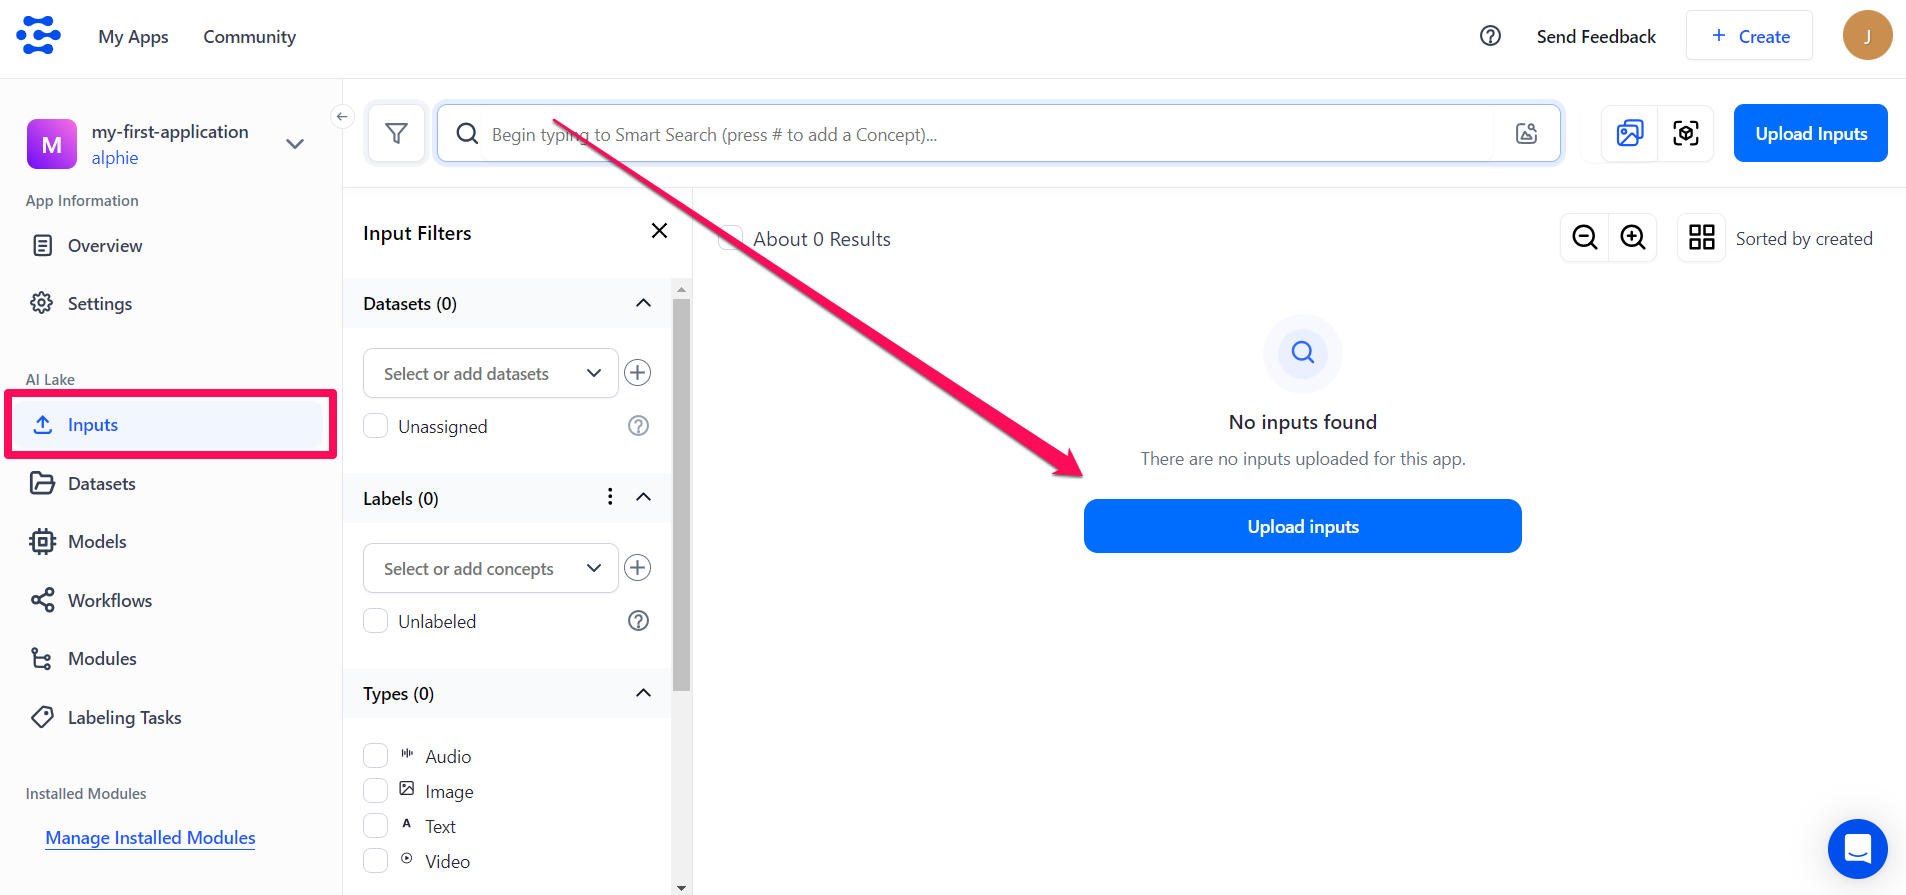 My Apps
Community
Send Feedback
+ Create
J
M
my-first-application
alphie
App Information
Overview
Settings
AI Lake
Inputs
Datasets
Models
Workflows
Modules
Labeling Tasks
Installed Modules
Manage Installed Modules
Begin typing to Smart Search (press # to add a Concept)...
Upload Inputs
Input Filters
Datasets (0)
Select or add datasets
Unassigned
Labels (0)
Select or add concepts
Unlabeled
Types (0)
Audio
Image
A Text
Video
About 0 Results
Sorted by created
No inputs found
There are no inputs uploaded for this app.
Upload inputs